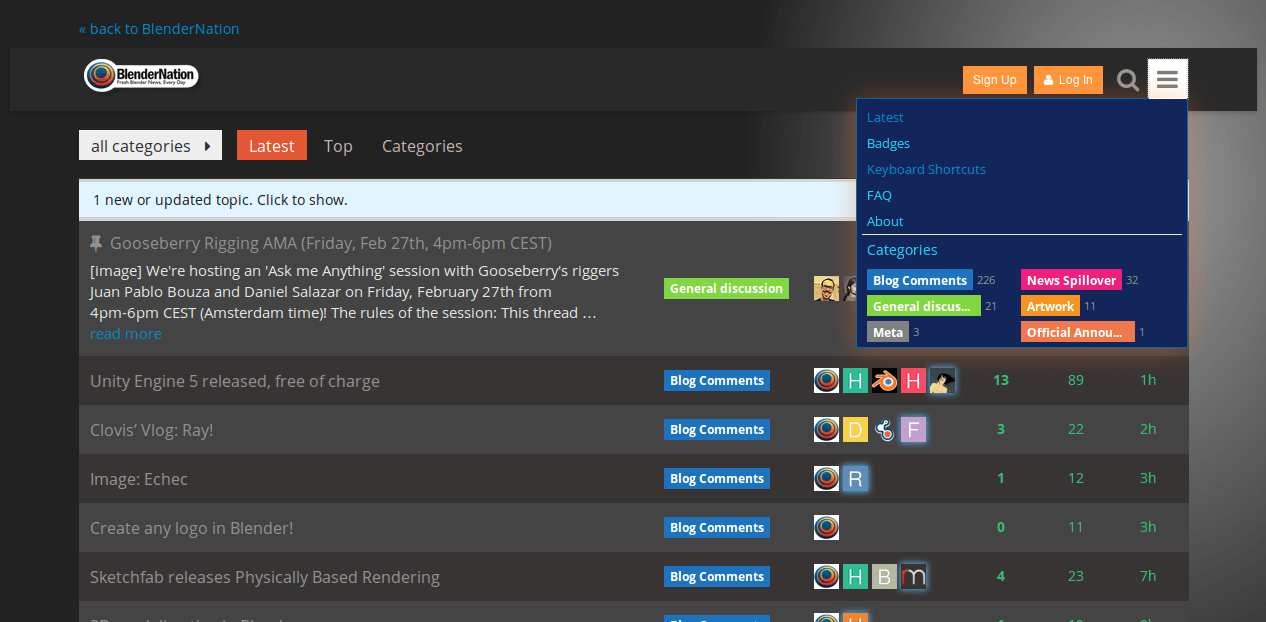 « back to BlenderNation
BlenderNation
Fresh Blender News, Every Day
Sign Up
Log In
Latest
Badges
Keyboard Shortcuts
FAQ
About
Categories
Blog Comments 226
News Spillover 32
General discus... 21
Artwork 11
Meta 3
Official Annou... 1
all categories
Latest
Top
Categories
1 new or updated topic. Click to show.
Gooseberry Rigging AMA (Friday, Feb 27th, 4pm-6pm CEST)
[image] We're hosting an 'Ask me Anything' session with Gooseberry's riggers
Juan Pablo Bouza and Daniel Salazar on Friday, February 27th from
4pm-6pm CEST (Amsterdam time)! The rules of the session: This thread …
read more
General discussion
Unity Engine 5 released, free of charge Blog Comments H H 13 89 1h
Clovis’ Vlog: Ray! Blog Comments D F 3 22 2h
Image: Echec Blog Comments R 1 12 3h
Create any logo in Blender! Blog Comments 0 11 3h
Sketchfab releases Physically Based Rendering Blog Comments H B m 4 23 7h
Blog Comments H